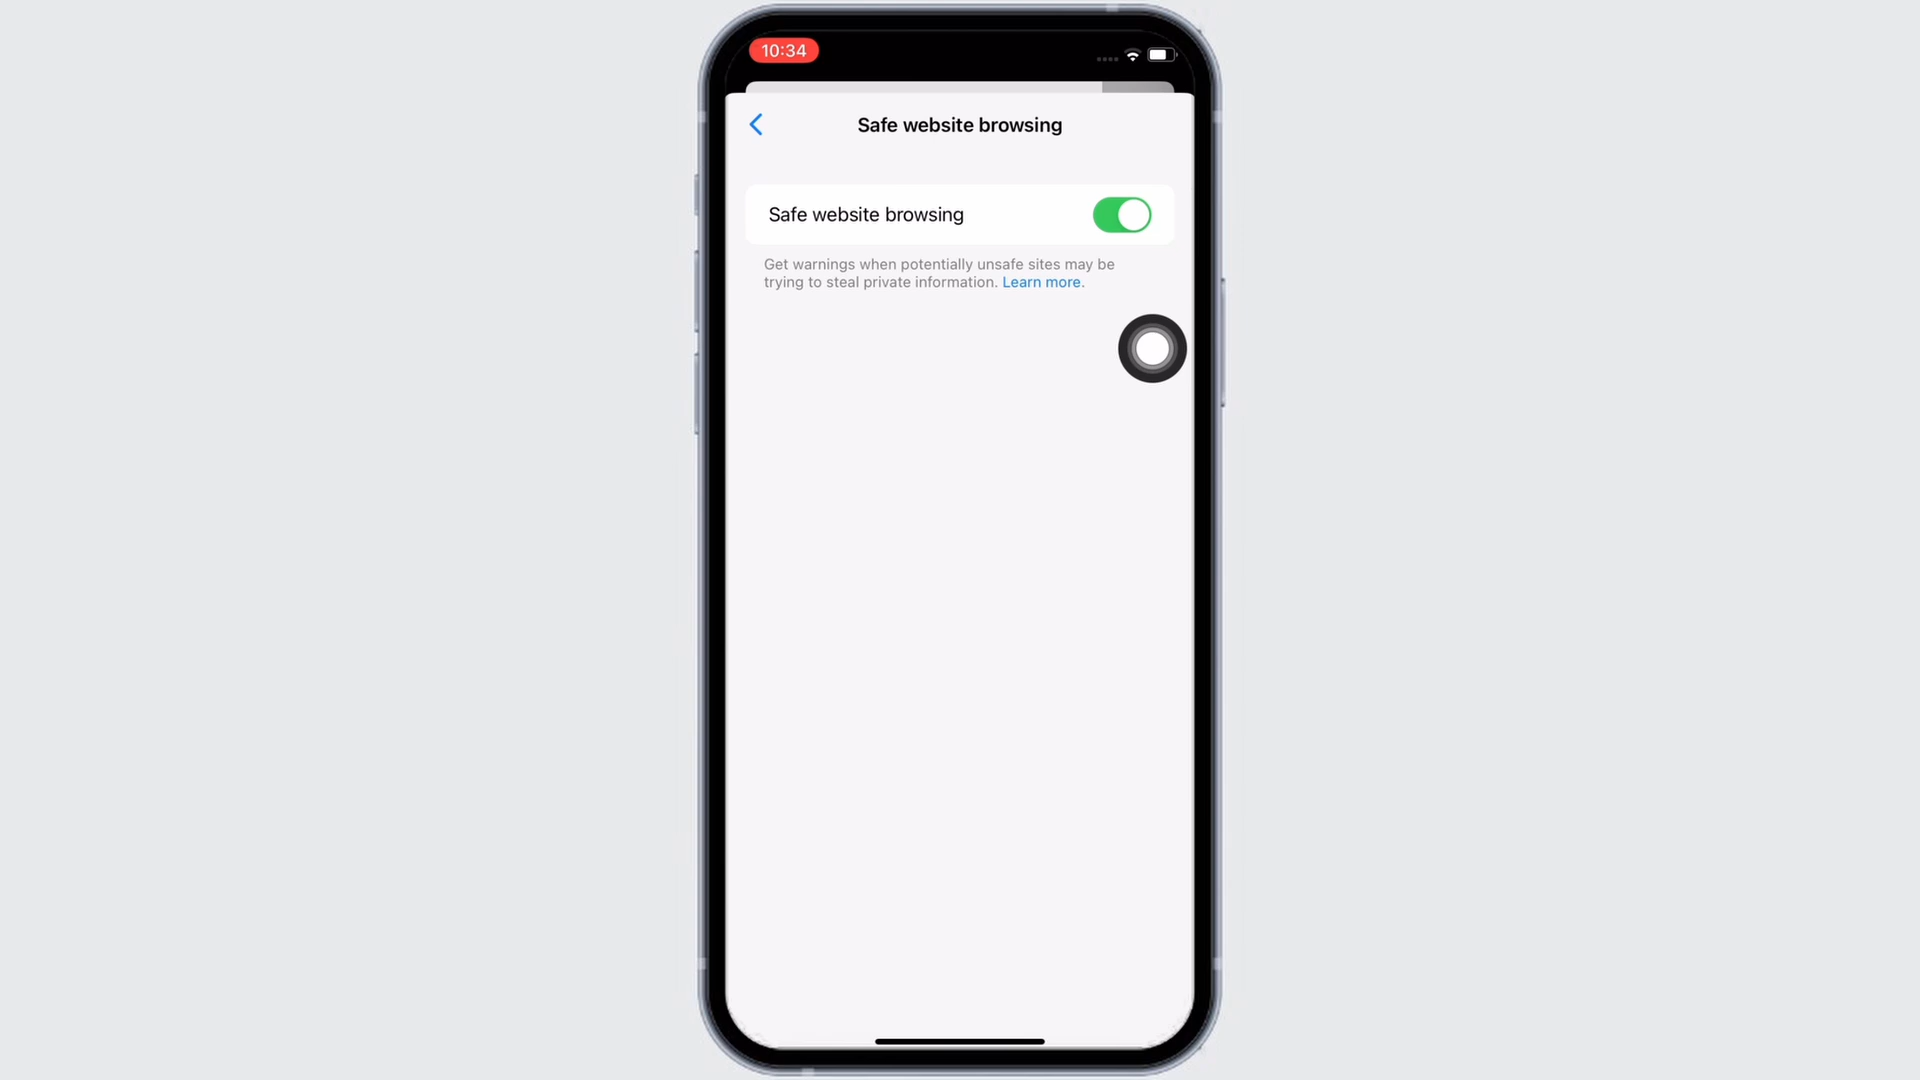 10:34
Safe website browsing
Safe website browsing
Get warnings when potentially unsafe sites may be
trying to steal private information. Learn more.